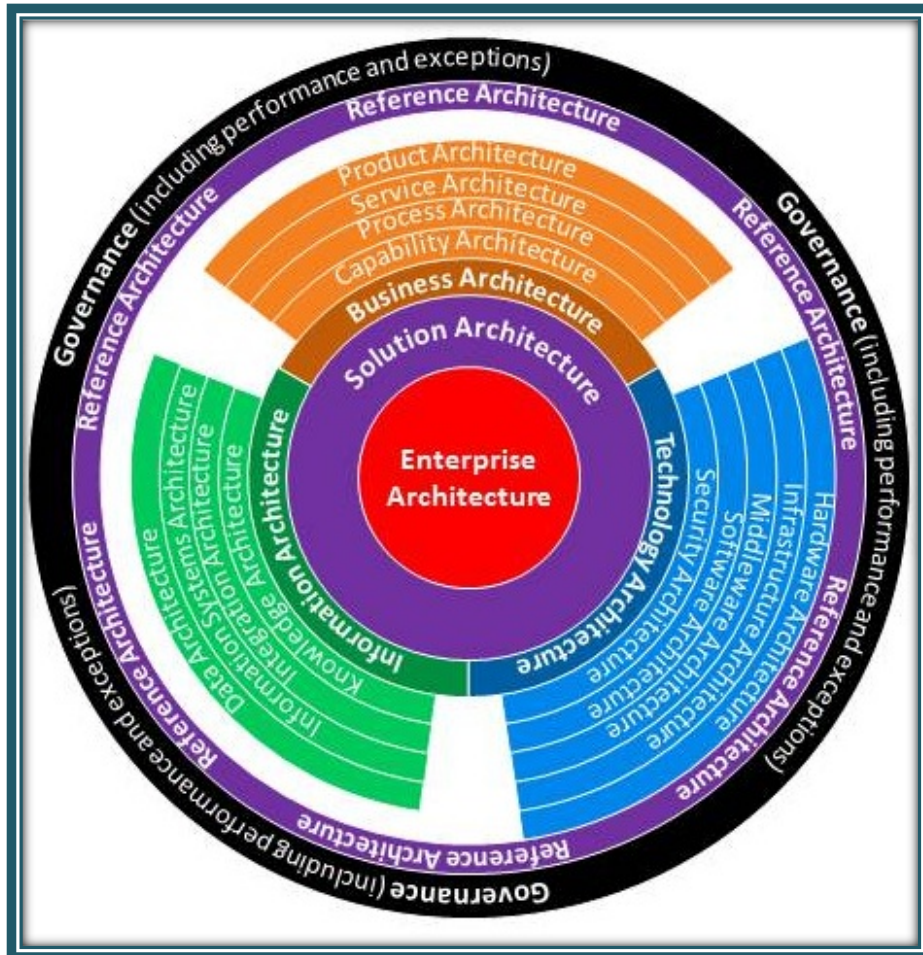 Governance (including performance and exceptions)
Reference Architecture
Reference Architecture
Product Architecture
Service Architecture
Process Architecture
Capability Architecture
Business Architecture
Solution Architecture
Enterprise
Architecture
Governance (including performance and exceptions)
Reference Architecture
Reference Architecture
Technology Architecture
Security Architecture
Software Architecture
Middleware Architecture
Infrastructure Architecture
Hardware Architecture
Governance (including performance and exceptions)
Reference Architecture
Reference Architecture
Information Architecture
Knowledge Architecture
Integration Architecture
Information Systems Architecture
Data Architecture